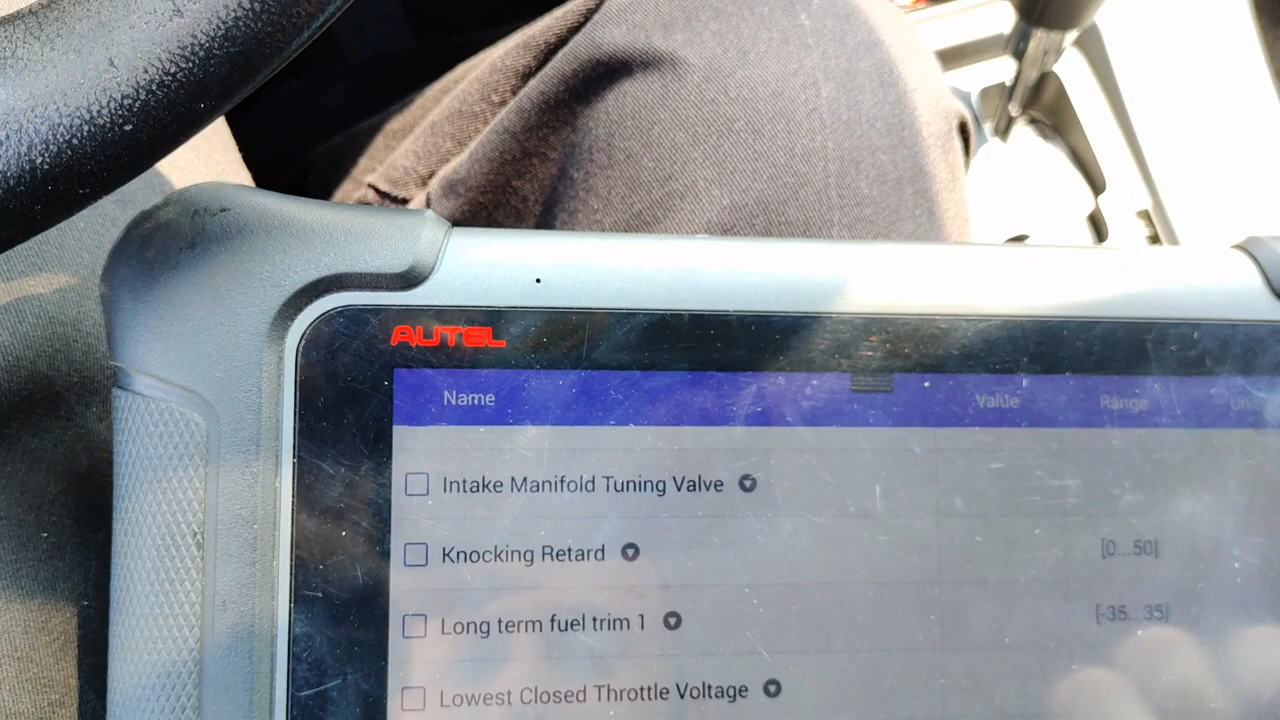 AUTEL
Name Value Range
Intake Manifold Tuning Valve
Knocking Retard [0...50]
Long term fuel trim 1 [-35...35]
Lowest Closed Throttle Voltage